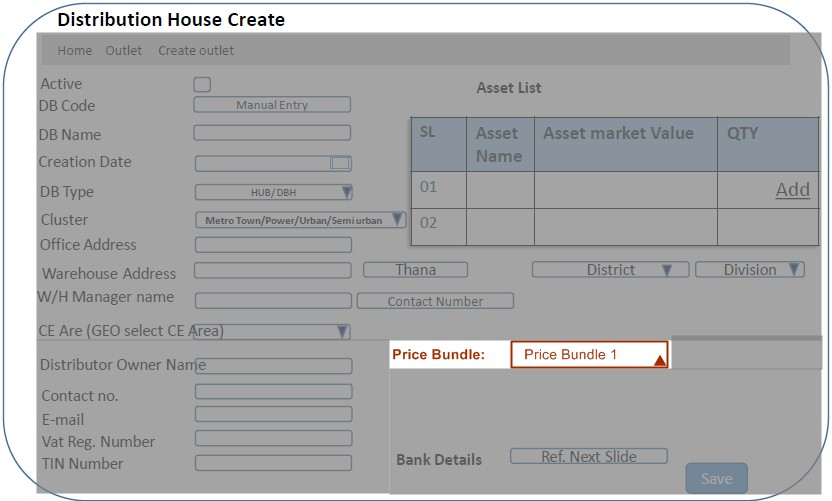 Distribution House Create
Home Outlet Create outlet
Active
DB Code Manual Entry
DB Name
Creation Date
DB Type HUB/DBH
Cluster Metro Town/Power/Urban/Semi urban
Office Address
Warehouse Address Thana District Division
W/H Manager name Contact Number
CE Are (GEO select CE Area)
Asset List
SL Asset Name Asset market Value QTY
01 Add
02
Distributor Owner Name
Contact no.
E-mail
Vat Reg. Number
TIN Number
Price Bundle: Price Bundle 1
Bank Details Ref. Next Slide
Save